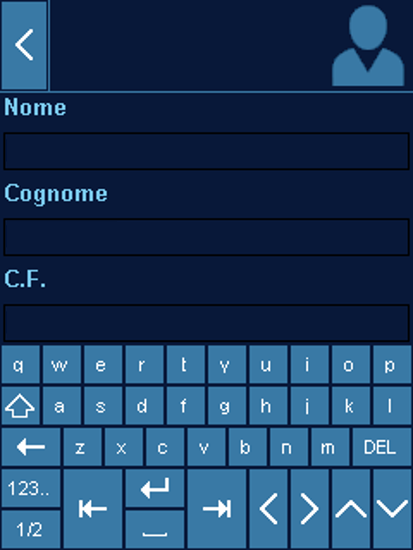 Nome
Cognome
C.F.
q w e r t y u i o p
a s d f g h j k l
z x c v b n m DEL
123..
1/2